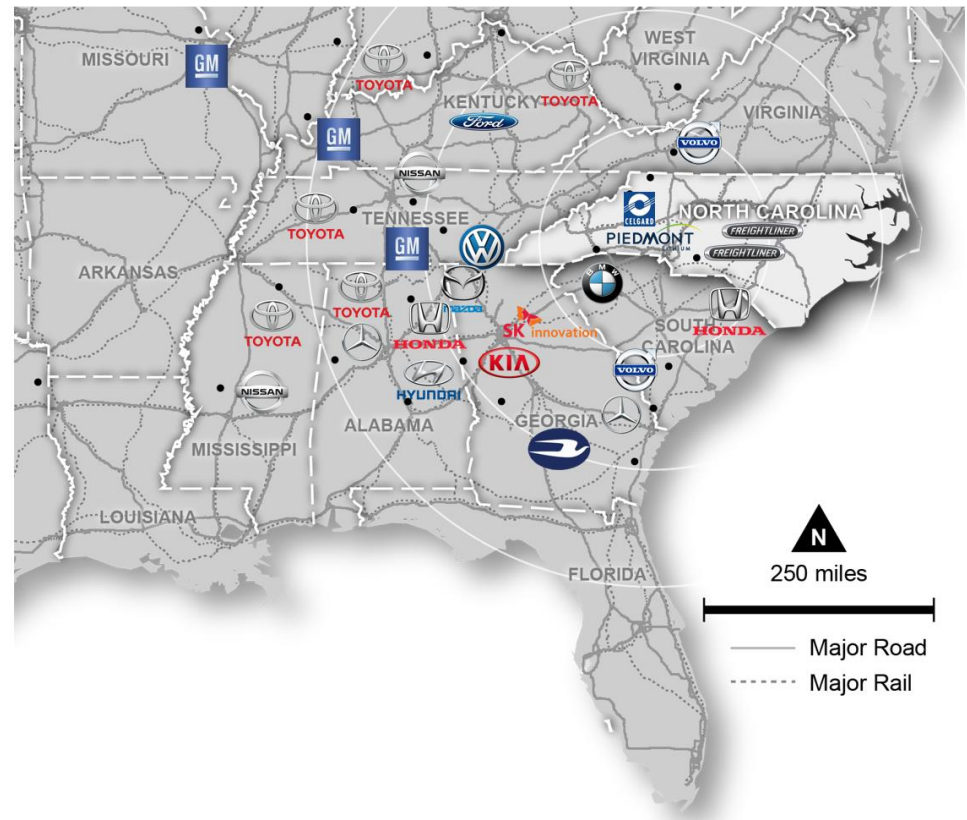 MISSOURI
GM
TOYOTA
KENTUCKY
TOYOTA
WEST
VIRGINIA
Ford
VIRGINIA
VOLVO
GM
NISSAN
TOYOTA
TENNESSEE
GM
CELGARD
PIEDMONT
LITHIUM
NORTH CAROLINA
FREIGHTLINER
FREIGHTLINER
ARKANSAS
BMW
mazda
TOYOTA
TOYOTA
HONDA
SK innovation
HONDA
SOUTH
CAROLINA
KIA
VOLVO
HYUNDAI
NISSAN
ALABAMA
GEORGIA
MISSISSIPPI
LOUISIANA
FLORIDA
N
250 miles
Major Road
Major Rail